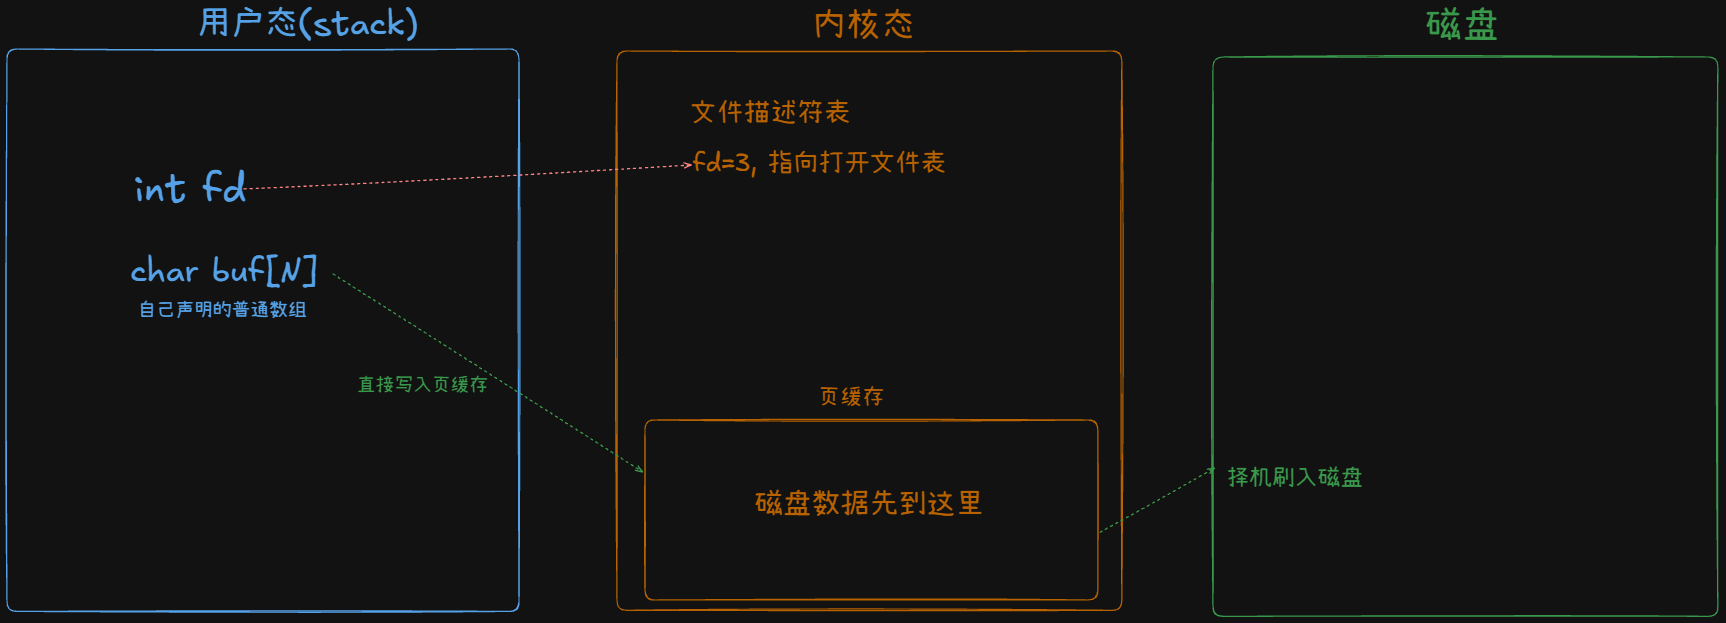 用户态(stack)
内核态
磁盘
文件描述符表
fd=3, 指向打开文件表
int fd
char buf[N]
自己声明的普通数组
直接写入页缓存
页缓存
磁盘数据先到这里
择机刷入磁盘